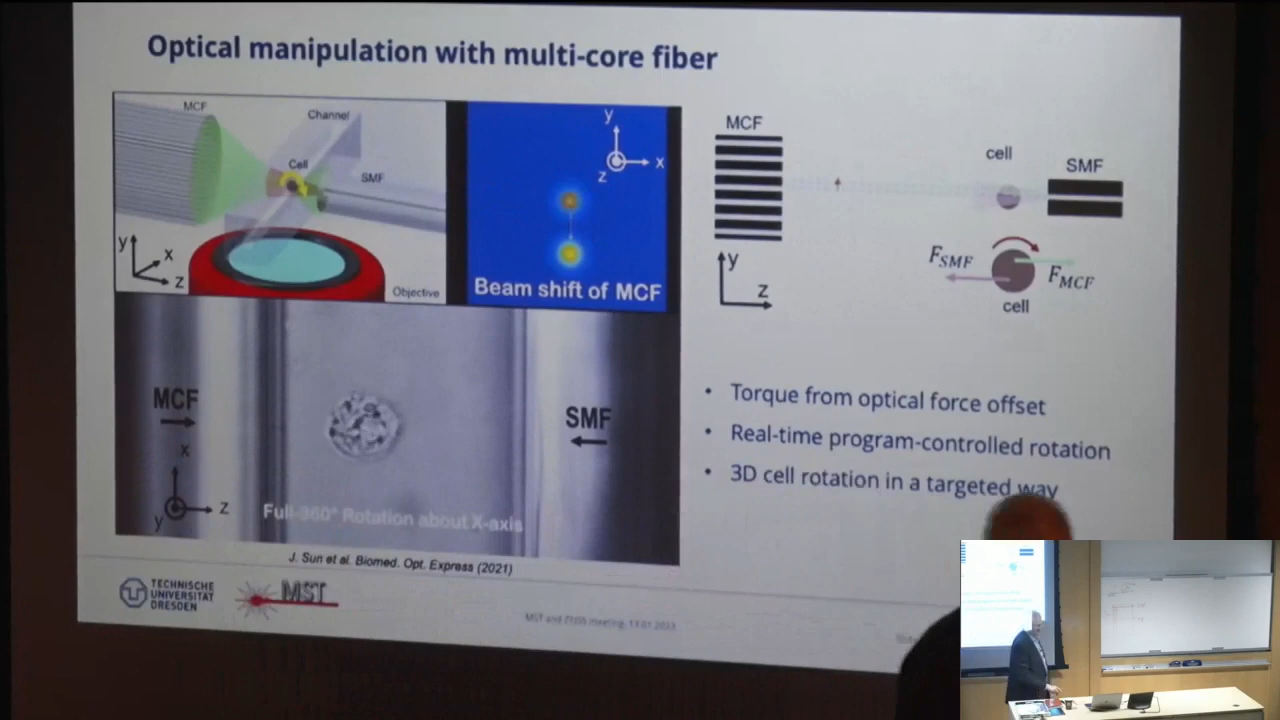 Optical manipulation with multi-core fiber
MCF
Channel
Cell
SMF
y
x
z
Objective
y
x
z
Beam shift of MCF
MCF
cell
SMF
F_SMF
F_MCF
cell
y
z
MCF
SMF
x
z
y
Full-360° Rotation about X-axis
• Torque from optical force offset
• Real-time program-controlled rotation
• 3D cell rotation in a targeted way
J. Sun et al. Biomed. Opt. Express (2021)
TECHNISCHE
UNIVERSITÄT
DRESDEN
MST